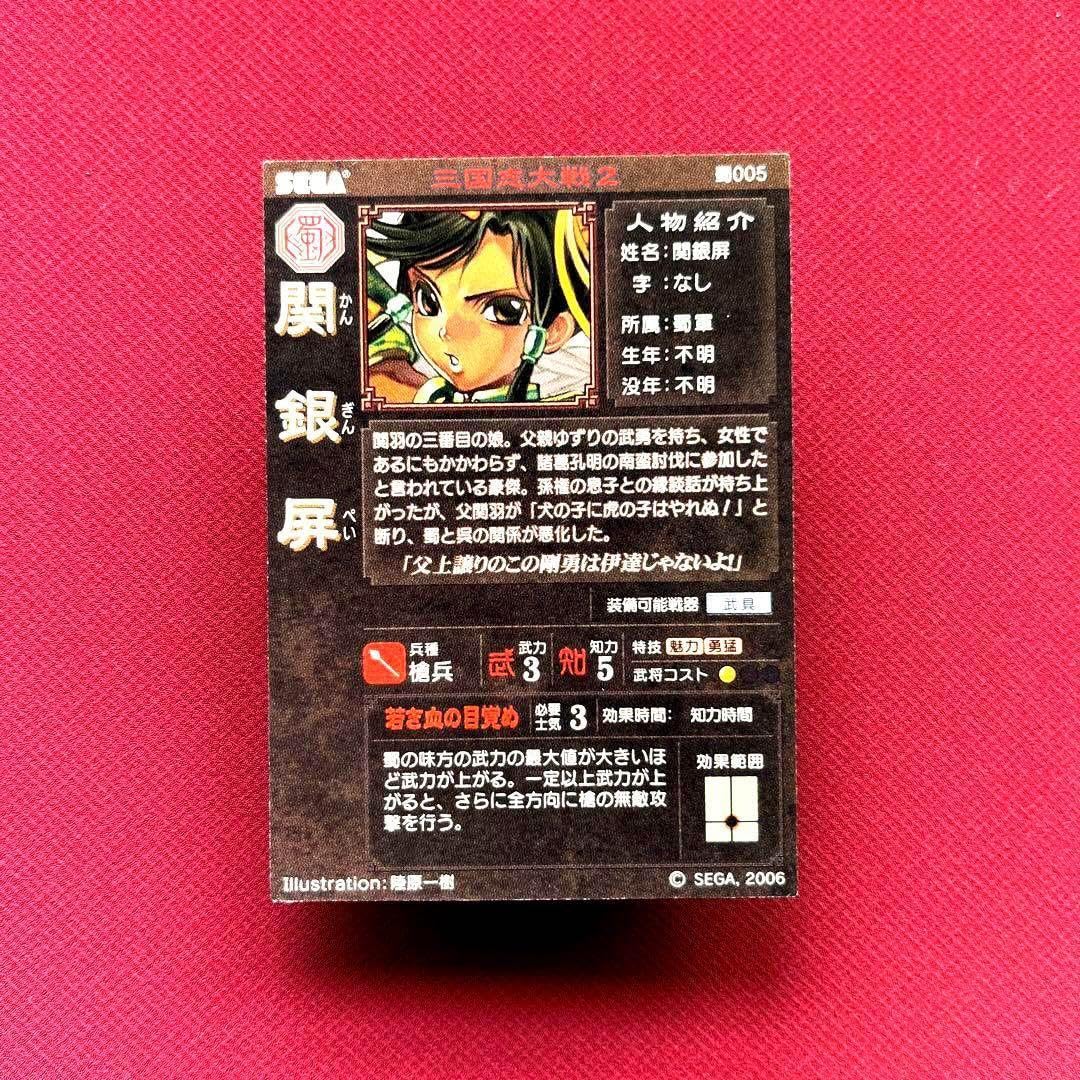 SEGA®
三国志大戦2
蜀005
蜀
関
かん
銀
ぎん
屏
ぺい
人物紹介
姓名:関銀屏
字:なし
所属:蜀軍
生年:不明
没年:不明
関羽の三番目の娘。父親ゆずりの武勇を持ち、女性で
あるにもかかわらず、諸葛孔明の南蛮討伐に参加した
と言われている豪傑。孫権の息子との縁談話が持ち上
がったが、父関羽が「犬の子に虎の子はやれぬ!」と
断り、蜀と呉の関係が悪化した。
「父上譲りのこの剛勇は伊達じゃないよ!」
装備可能戦器 武具
兵種
槍兵
武 武力 3
知 知力 5
特技 魅力 勇猛
武将コスト
若き血の目覚め
必要士気 3
効果時間: 知力時間
蜀の味方の武力の最大値が大きいほ
ど武力が上がる。一定以上武力が上
がると、さらに全方向に槍の無敵攻
撃を行う。
効果範囲
Illustration:陸原一樹
© SEGA, 2006